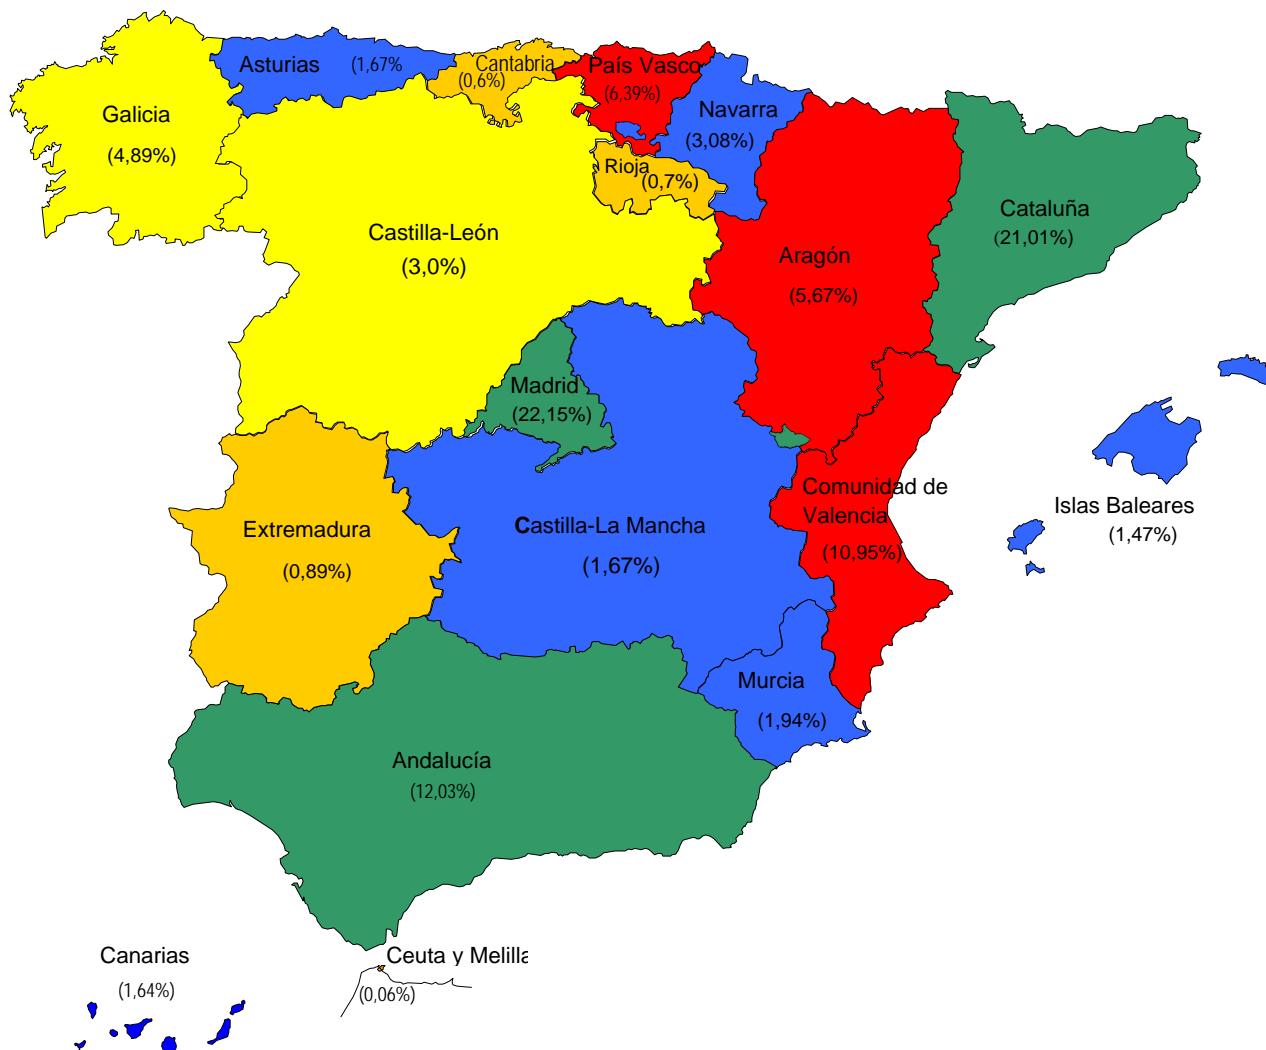 Asturias (1,67%
Cantabria
(0,6%)
País Vasco
(6,39%)
Navarra
(3,08%)
Galicia
(4,89%)
Rioja
(0,7%)
Castilla-León
(3,0%)
Aragón
(5,67%)
Cataluña
(21,01%)
Madrid
(22,15%)
Extremadura
(0,89%)
Castilla-La Mancha
(1,67%)
Comunidad de
Valencia
(10,95%)
Islas Baleares
(1,47%)
Murcia
(1,94%)
Andalucía
(12,03%)
Canarias
(1,64%)
Ceuta y Melilla
(0,06%)